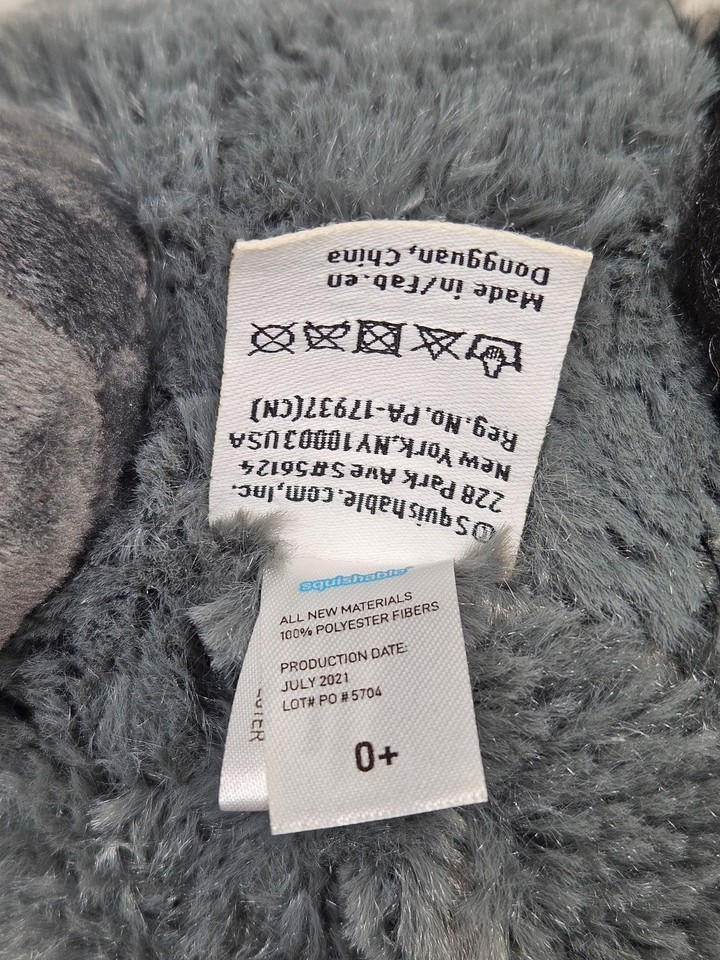 ©Squishable.com,Inc.
228 Park Ave S#56124
New York,NY10003USA
Reg.No.PA-17937(CN)
Made in/Fab.en
Dongguan, China
squishable
ALL NEW MATERIALS
100% POLYESTER FIBERS
PRODUCTION DATE:
JULY 2021
LOT# PO #5704
0+